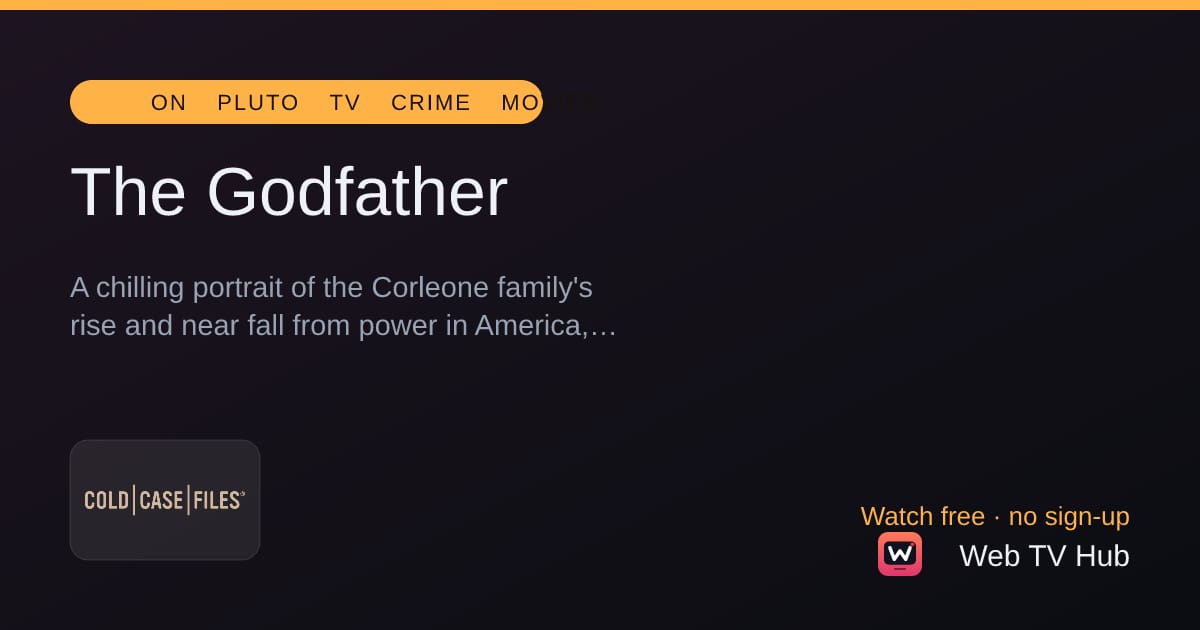 ON PLUTO TV CRIME MOVIES
The Godfather
A chilling portrait of the Corleone family's
rise and near fall from power in America,…
COLD|CASE|FILES
Watch free · no sign-up
W
Web TV Hub